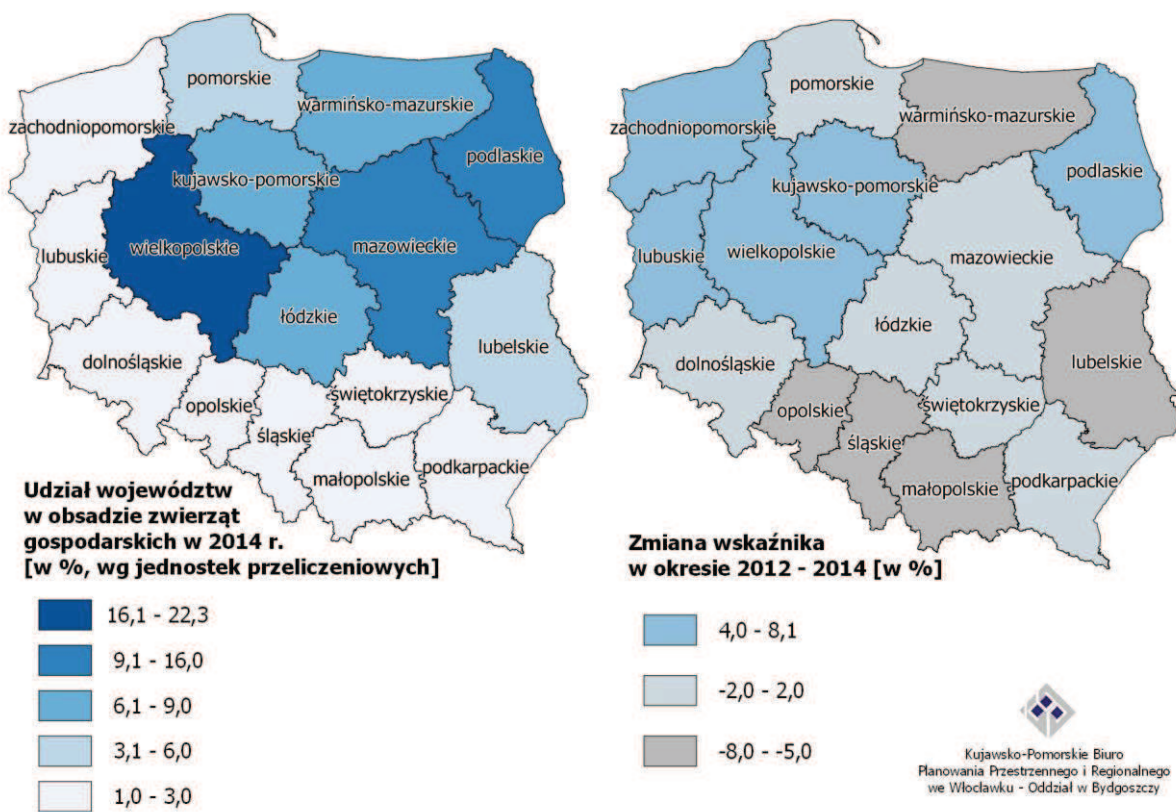 pomorskie
warmińsko-mazurskie
zachodniopomorskie
podlaskie
kujawsko-pomorskie
wielkopolskie
mazowieckie
lubuskie
łódzkie
lubelskie
dolnośląskie
świętokrzyskie
opolskie
śląskie
podkarpackie
małopolskie
Udział województw
w obsadzie zwierząt
gospodarskich w 2014 r.
[w %, wg jednostek przeliczeniowych]
16,1 - 22,3
9,1 - 16,0
6,1 - 9,0
3,1 - 6,0
1,0 - 3,0
pomorskie
warmińsko-mazurskie
zachodniopomorskie
podlaskie
kujawsko-pomorskie
wielkopolskie
mazowieckie
lubuskie
łódzkie
lubelskie
dolnośląskie
opolskie
świętokrzyskie
śląskie
podkarpackie
małopolskie
Zmiana wskaźnika
w okresie 2012 - 2014 [w %]
4,0 - 8,1
-2,0 - 2,0
-8,0 - -5,0
Kujawsko-Pomorskie Biuro
Planowania Przestrzennego i Regionalnego
we Włocławku - Oddział w Bydgoszczy